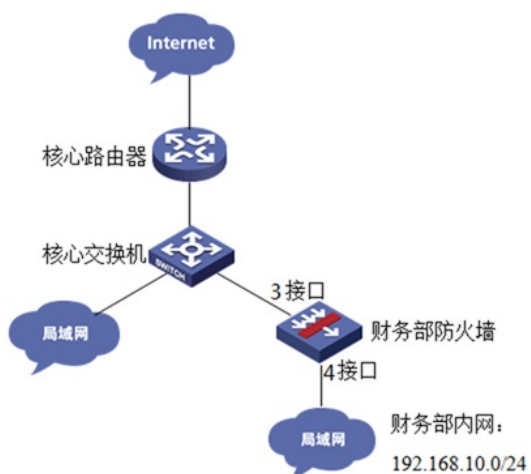 Internet
核心路由器
核心交换机
SWITCH
3接口
局域网
财务部防火墙
4接口
局域网
财务部内网：
192.168.10.0/24